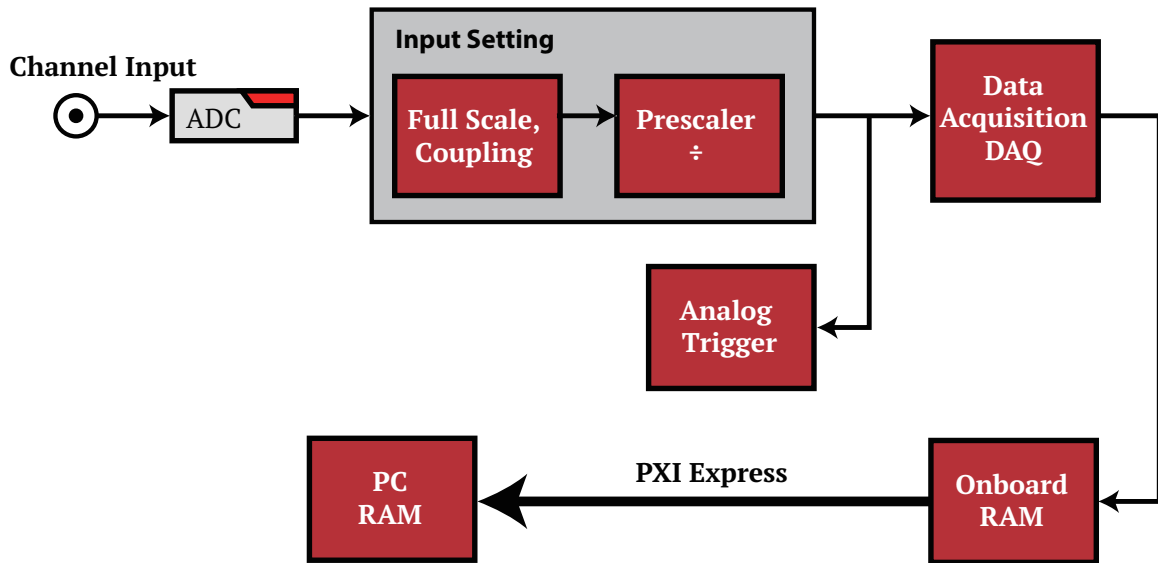 Input Setting
Channel Input
ADC
Full Scale,
Coupling
Prescaler
÷
Data
Acquisition
DAQ
Analog
Trigger
PC
RAM
PXI Express
Onboard
RAM